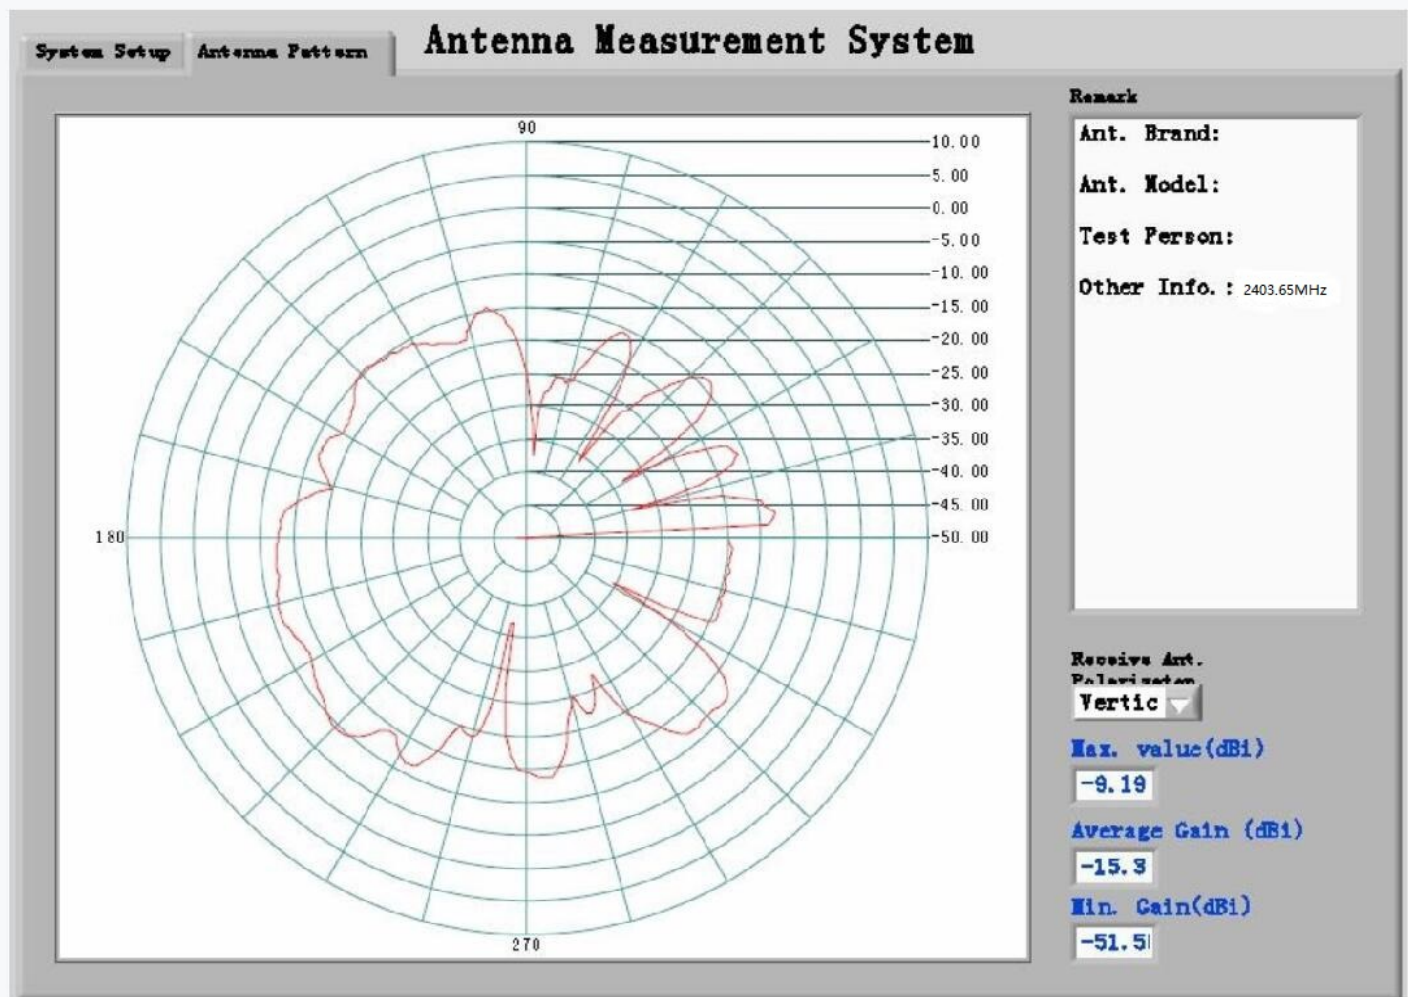 Antenna Measurement System
System Setup
Antenna Pattern
90
10.00
5.00
0.00
-5.00
-10.00
-15.00
-20.00
-25.00
-30.00
-35.00
-40.00
-45.00
-50.00
180
270
Remark
Ant. Brand:
Ant. Model:
Test Person:
Other Info.: 2403.65MHz
Receive Ant.
Vertic
Max. value(dBi)
-9.19
Average Gain (dBi)
-15.3
Min. Gain(dBi)
-51.5